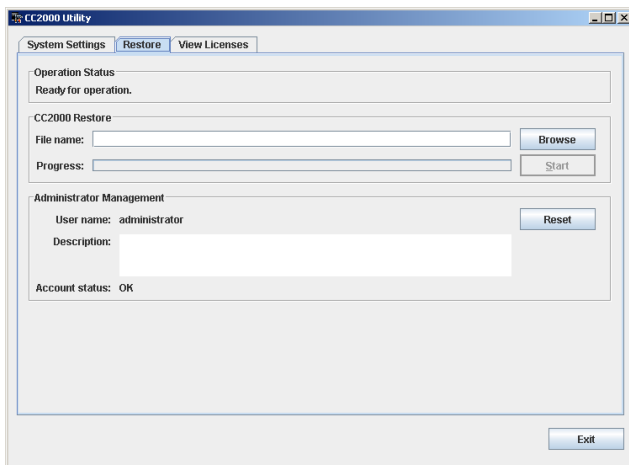 CC2000 Utility
System Settings Restore View Licenses
Operation Status
Ready for operation.
CC2000 Restore
File name: Browse
Progress: Start
Administrator Management
User name: administrator Reset
Description:
Account status: OK
Exit